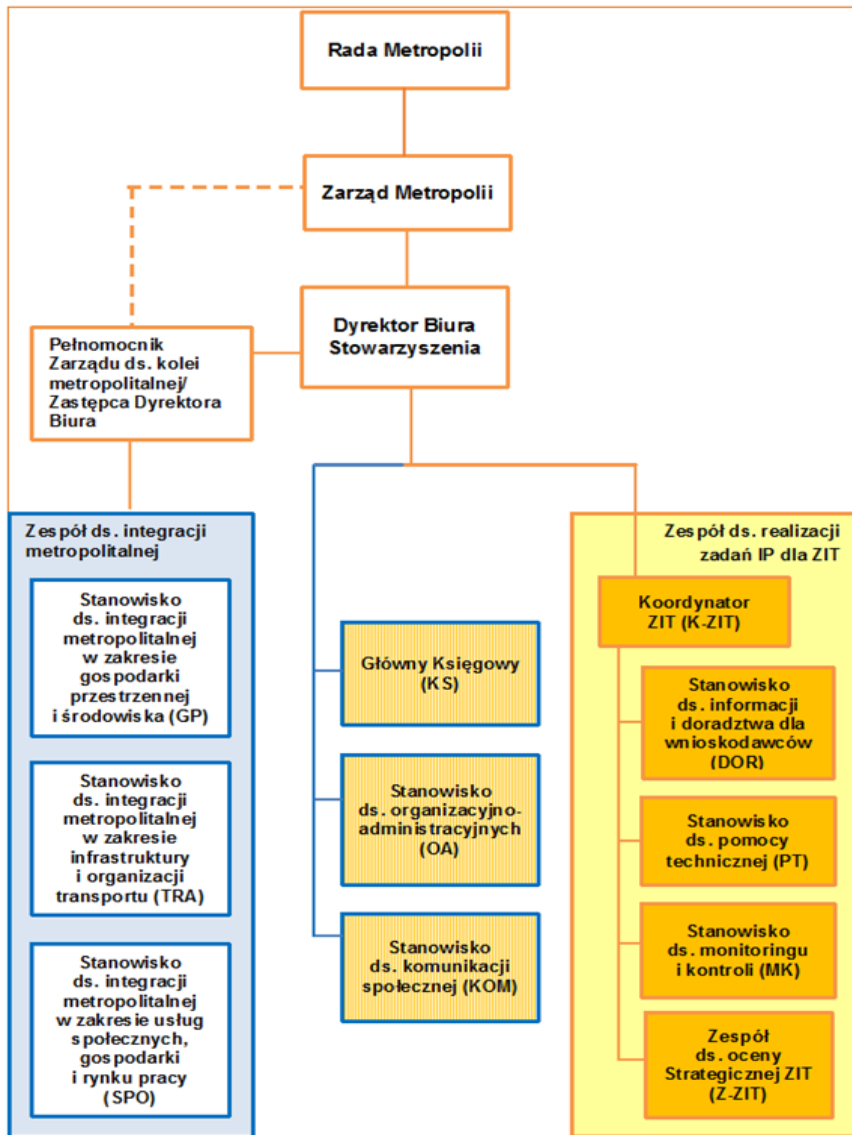 Rada Metropolii
Zarząd Metropolii
Dyrektor Biura
Stowarzyszenia
Pełnomocnik
Zarządu ds. kolei
metropolitalnej/
Zastępca Dyrektora
Biura
Zespół ds. integracji
metropolitalnej
Stanowisko
ds. integracji
metropolitalnej
w zakresie
gospodarki
przestrzennej
i środowiska (GP)
Stanowisko
ds. integracji
metropolitalnej
w zakresie
infrastruktury
i organizacji
transportu (TRA)
Stanowisko
ds. integracji
metropolitalnej
w zakresie usług
społecznych,
gospodarki
i rynku pracy
(SPO)
Główny Księgowy
(KS)
Stanowisko
ds. organizacyjno-
administracyjnych
(OA)
Stanowisko
ds. komunikacji
społecznej (KOM)
Zespół ds. realizacji
zadań IP dla ZIT
Koordynator
ZIT (K-ZIT)
Stanowisko
ds. informacji
i doradztwa dla
wnioskodawców
(DOR)
Stanowisko
ds. pomocy
technicznej (PT)
Stanowisko
ds. monitoringu
i kontroli (MK)
Zespół
ds. oceny
Strategicznej ZIT
(Z-ZIT)